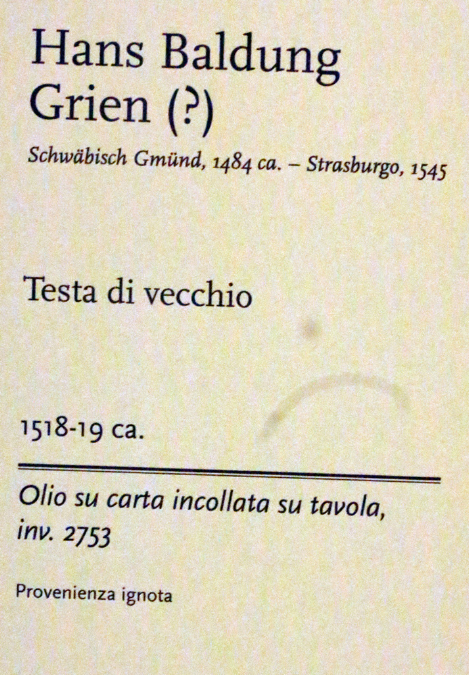 Hans Baldung
Grien (?)
Schwäbisch Gmünd, 1484 ca. – Strasburgo, 1545
Testa di vecchio
1518-19 ca.
Olio su carta incollata su tavola,
inv. 2753
Provenienza ignota